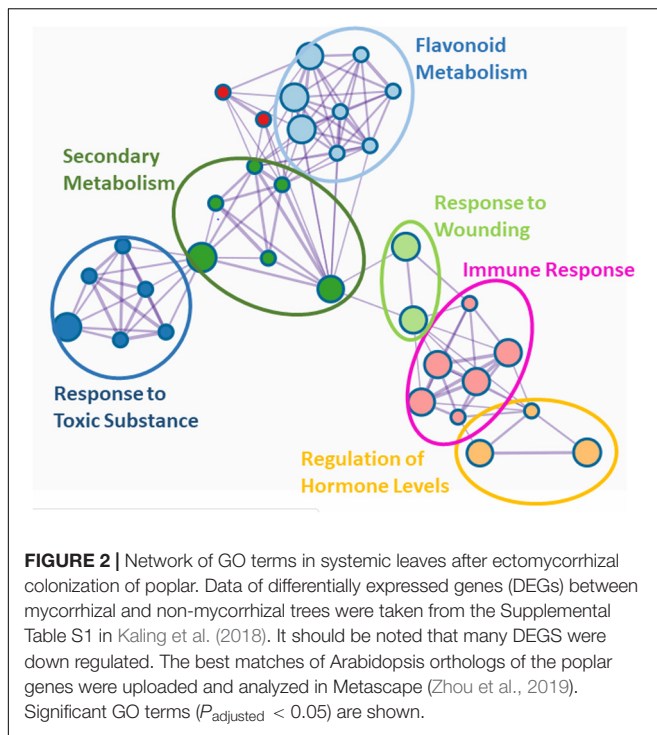 Flavonoid
Metabolism
Secondary
Metabolism
Response to
Wounding
Immune Response
Response to
Toxic Substance
Regulation of
Hormone Levels
FIGURE 2 | Network of GO terms in systemic leaves after ectomycorrhizal
colonization of poplar. Data of differentially expressed genes (DEGs) between
mycorrhizal and non-mycorrhizal trees were taken from the Supplemental
Table S1 in Kaling et al. (2018). It should be noted that many DEGS were
down regulated. The best matches of Arabidopsis orthologs of the poplar
genes were uploaded and analyzed in Metascape (Zhou et al., 2019).
Significant GO terms (Padjusted < 0.05) are shown.